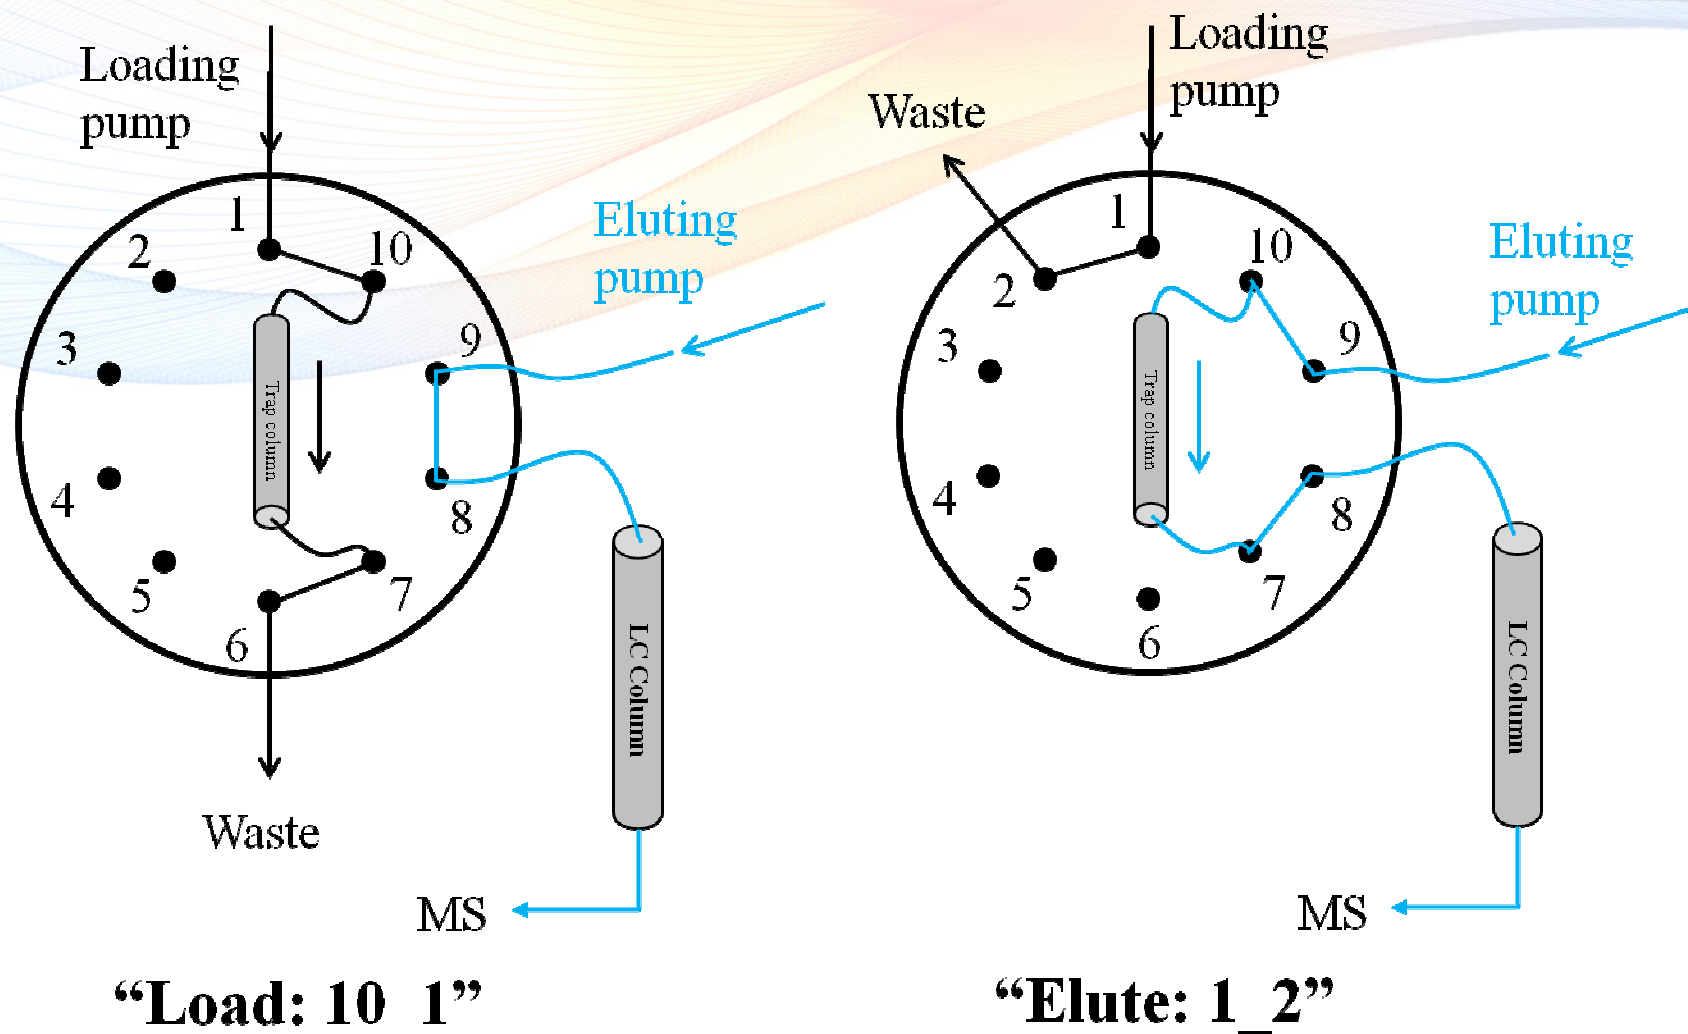 Loading
pump
1
2
10
Eluting
pump
3
9
Trap column
4
8
5
7
6
LC Column
Waste
MS
“Load: 10_1”
Loading
pump
Waste
1
10
2
Eluting
pump
3
9
Trap column
4
8
5
7
6
LC Column
MS
“Elute: 1_2”